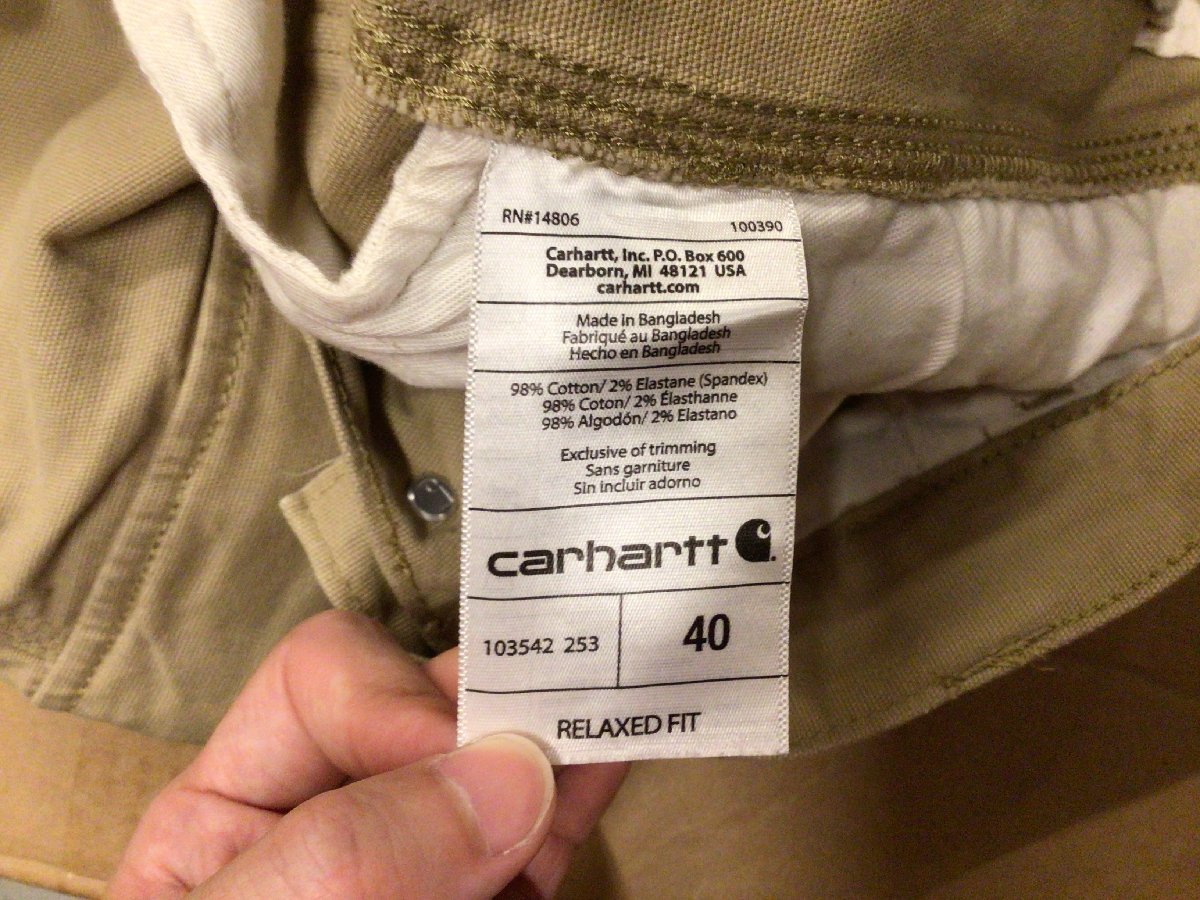 RN#14806 100390
Carhartt, Inc. P.O. Box 600
Dearborn, MI 48121 USA
carhartt.com
Made in Bangladesh
Fabriqué au Bangladesh
Hecho en Bangladesh
98% Cotton/ 2% Elastane (Spandex)
98% Coton/ 2% Élasthanne
98% Algodón/ 2% Elastano
Exclusive of trimming
Sans garniture
Sin incluir adorno
carhartt
103542 253 40
RELAXED FIT